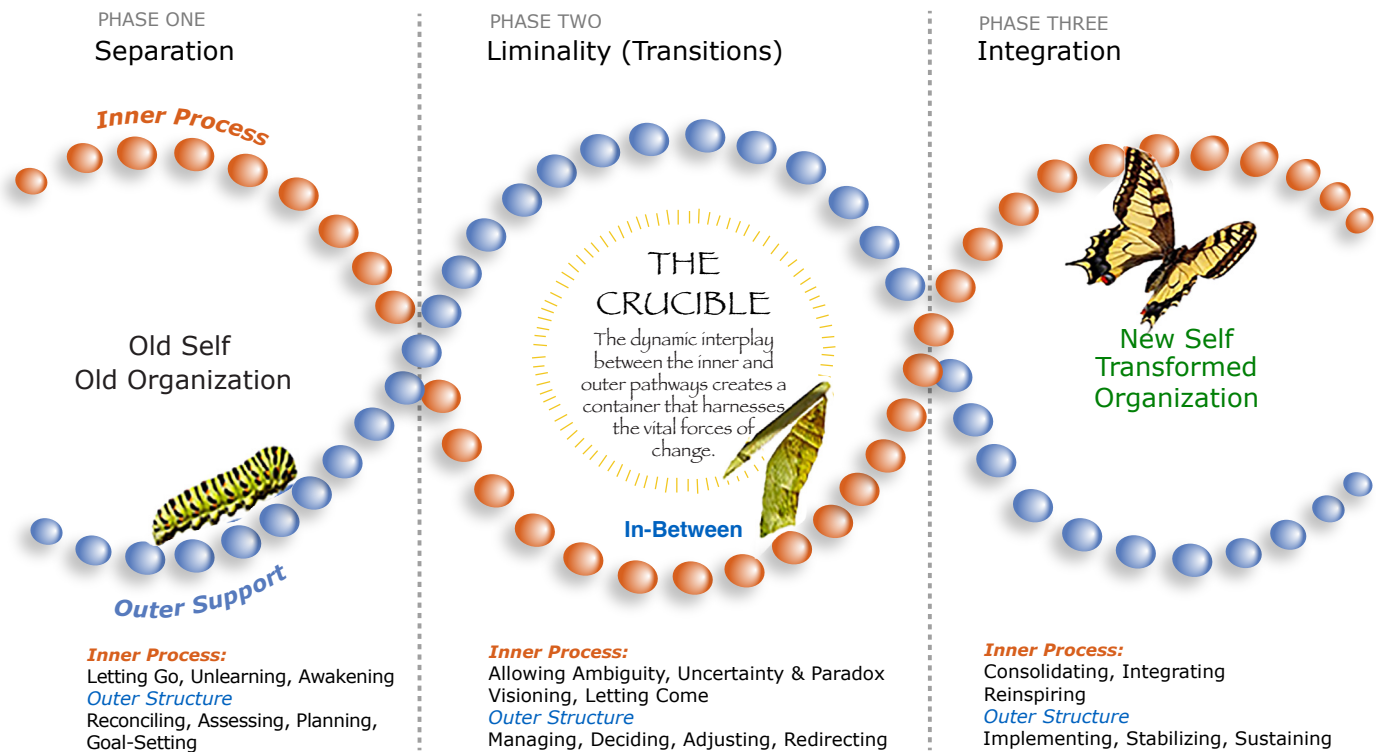 PHASE ONE
Separation
Inner Process
Old Self
Old Organization
Outer Support
Inner Process:
Letting Go, Unlearning, Awakening
Outer Structure
Reconciling, Assessing, Planning,
Goal-Setting
PHASE TWO
Liminality (Transitions)
THE
CRUCIBLE
The dynamic interplay
between the inner and
outer pathways creates a
container that harnesses
the vital forces of
change.
In-Between
Inner Process:
Allowing Ambiguity, Uncertainty & Paradox
Visioning, Letting Come
Outer Structure
Managing, Deciding, Adjusting, Redirecting
PHASE THREE
Integration
New Self
Transformed
Organization
Inner Process:
Consolidating, Integrating
Reinspiring
Outer Structure
Implementing, Stabilizing, Sustaining